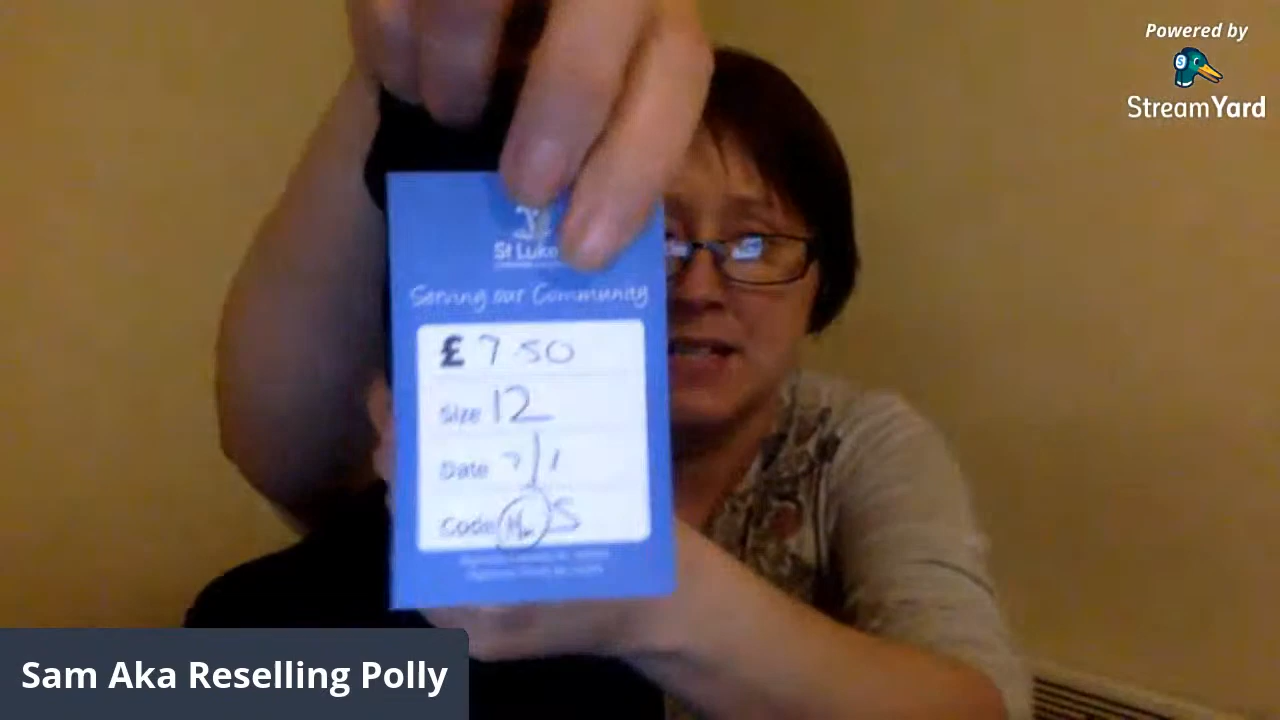 Powered by
StreamYard
St Luke
Serving our Community
£ 7.50
Size 12
Date 7/1
Code H S
Sam Aka Reselling Polly